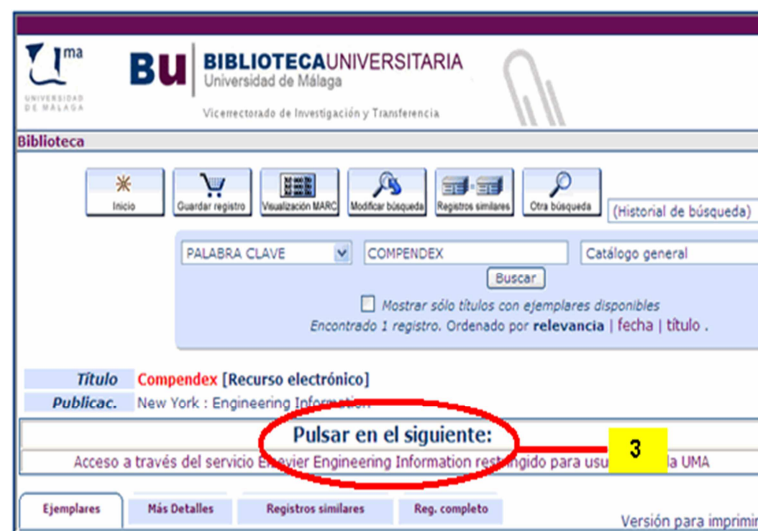 uma
UNIVERSIDAD
DE MÁLAGA
Bu BIBLIOTECAUNIVERSITARIA
Universidad de Málaga
Vicerrectorado de Investigación y Transferencia
Biblioteca
Inicio Guardar registro Visualización MARC Modificar búsqueda Registros similares Otra búsqueda (Historial de búsqueda)
PALABRA CLAVE COMPENDEX Catálogo general
Buscar
Mostrar sólo títulos con ejemplares disponibles
Encontrado 1 registro. Ordenado por relevancia | fecha | título .
Título Compendex [Recurso electrónico]
Publicac. New York : Engineering Information
Pulsar en el siguiente:
3
Acceso a través del servicio Elsevier Engineering Information restringido para la UMA
Ejemplares Más Detalles Registros similares Reg. completo
Versión para imprimir